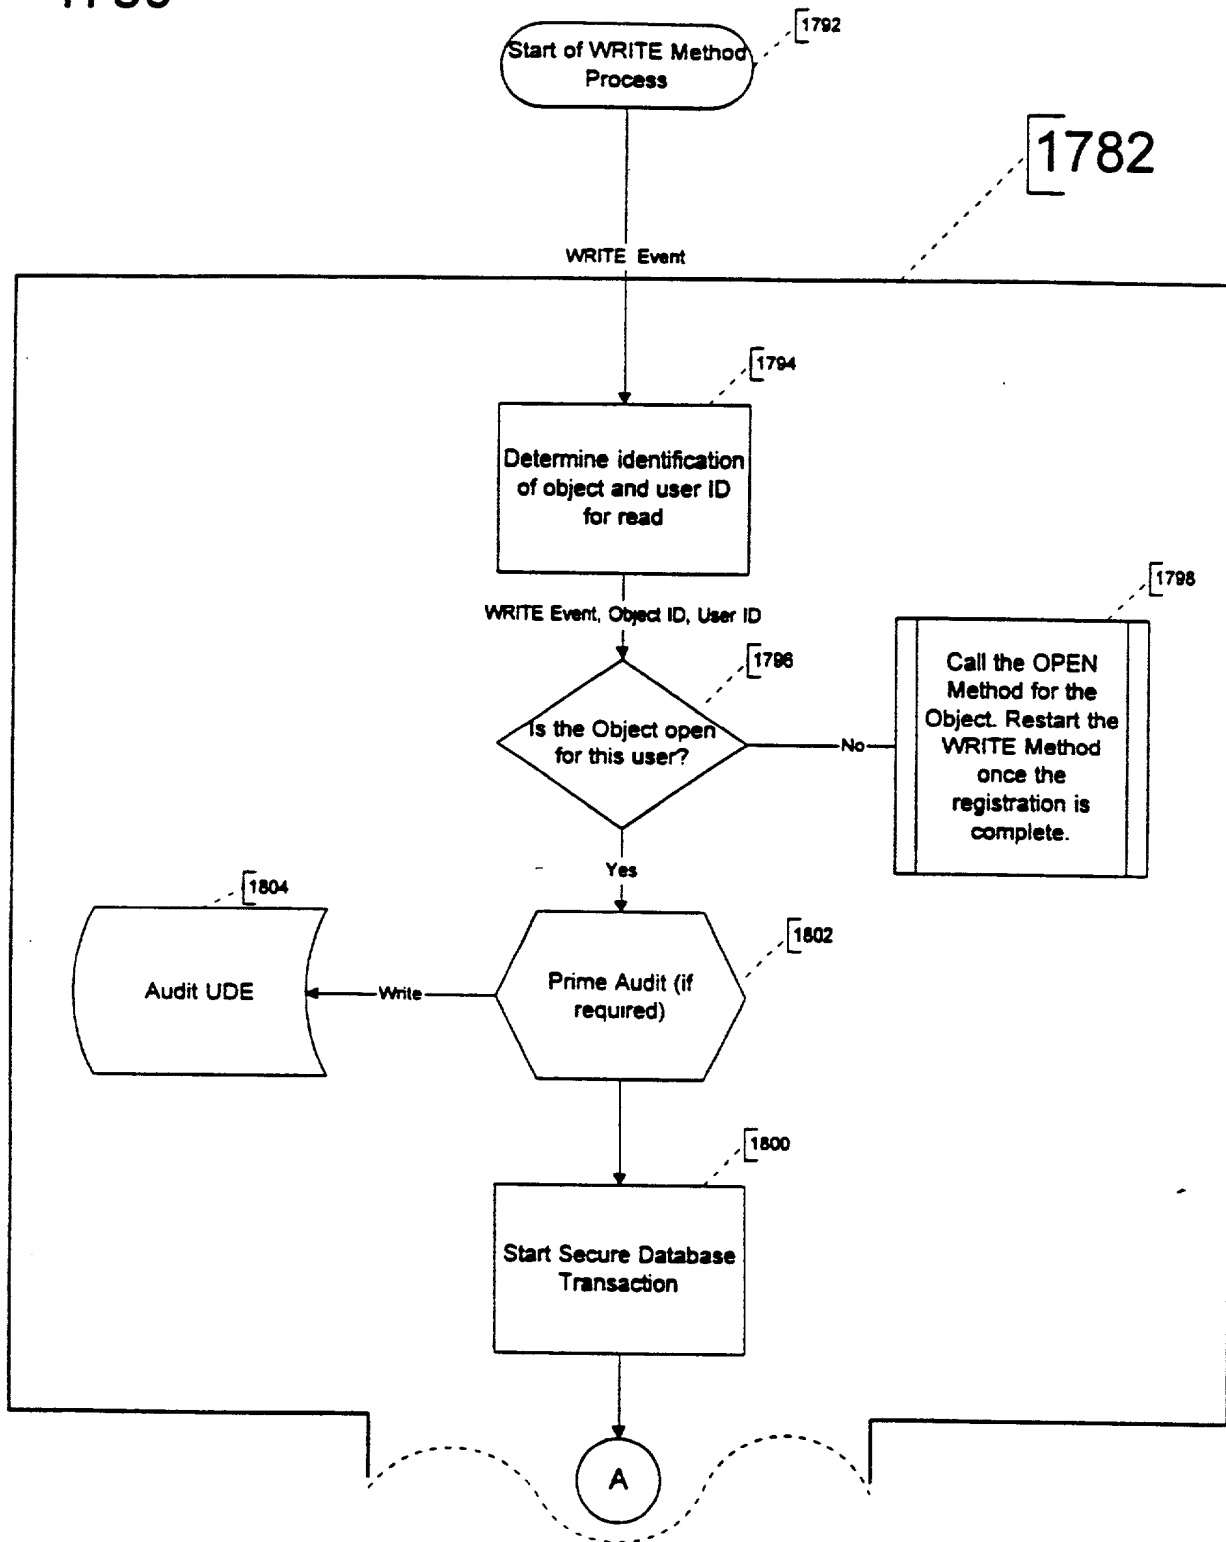 1792
Start of WRITE Method
Process
1782
WRITE Event
1794
Determine identification
of object and user ID
for read
WRITE Event, Object ID, User ID
1798
1796
Call the OPEN
Method for the
Object. Restart the
WRITE Method
once the
registration is
complete.
Is the Object open
for this user?
No
Yes
1804
1802
Audit UDE
Write
Prime Audit (if
required)
1800
Start Secure Database
Transaction
A